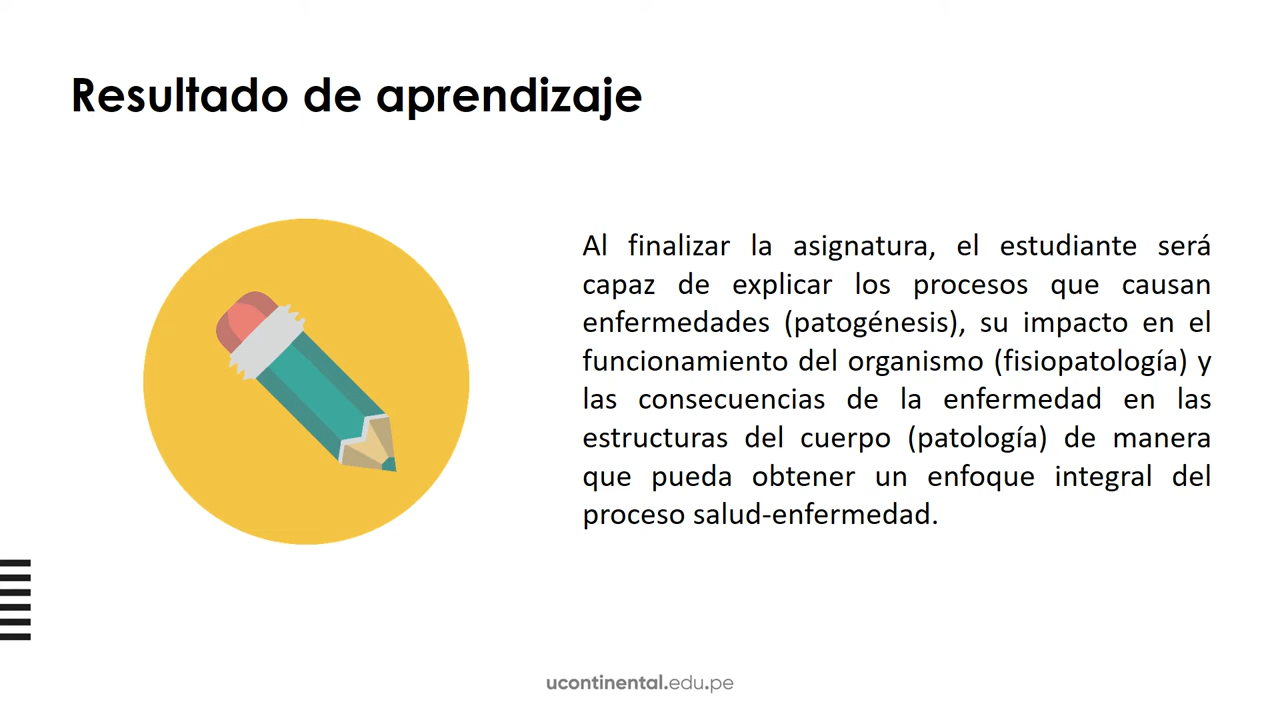 Resultado de aprendizaje
Al finalizar la asignatura, el estudiante será
capaz de explicar los procesos que causan
enfermedades (patogénesis), su impacto en el
funcionamiento del organismo (fisiopatología) y
las consecuencias de la enfermedad en las
estructuras del cuerpo (patología) de manera
que pueda obtener un enfoque integral del
proceso salud-enfermedad.
ucontinental.edu.pe